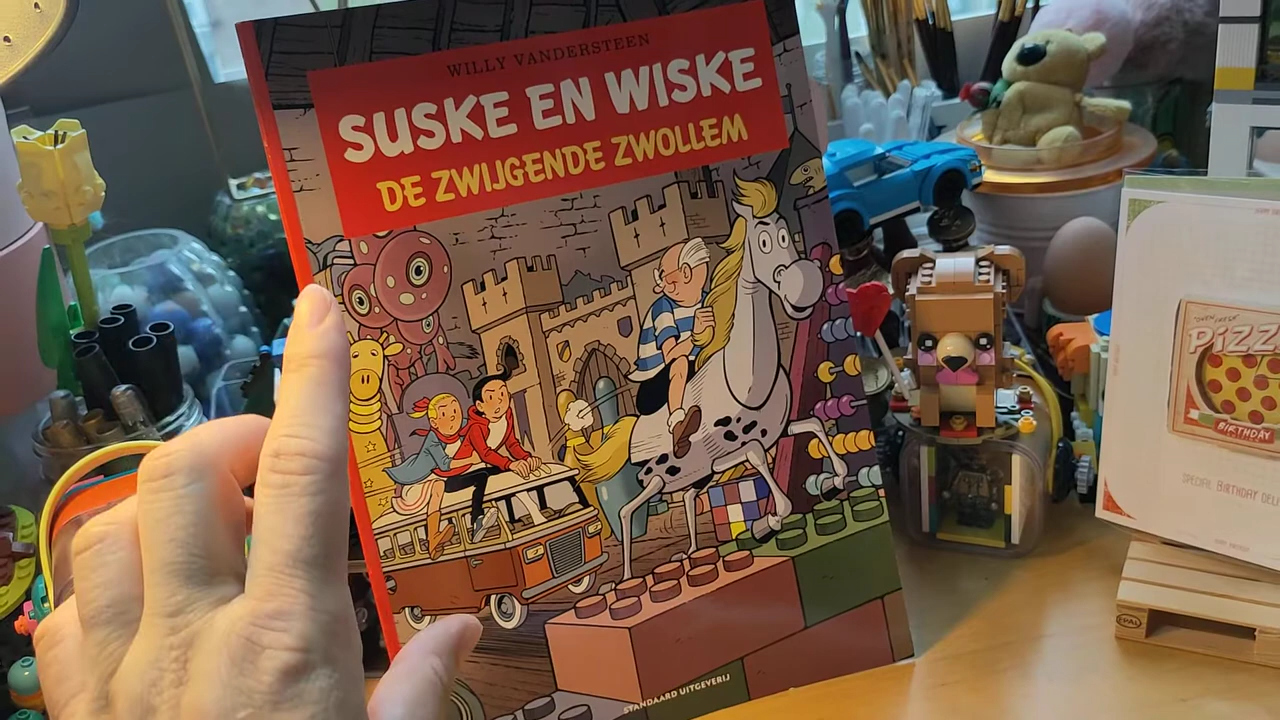 WILLY VANDERSTEEN
SUSKE EN WISKE
DE ZWIJGENDE ZWOLLEM
STANDAARD UITGEVERIJ
PIZZ
BIRTHDAY
SPECIAL BIRTHDAY DEL
EPAL